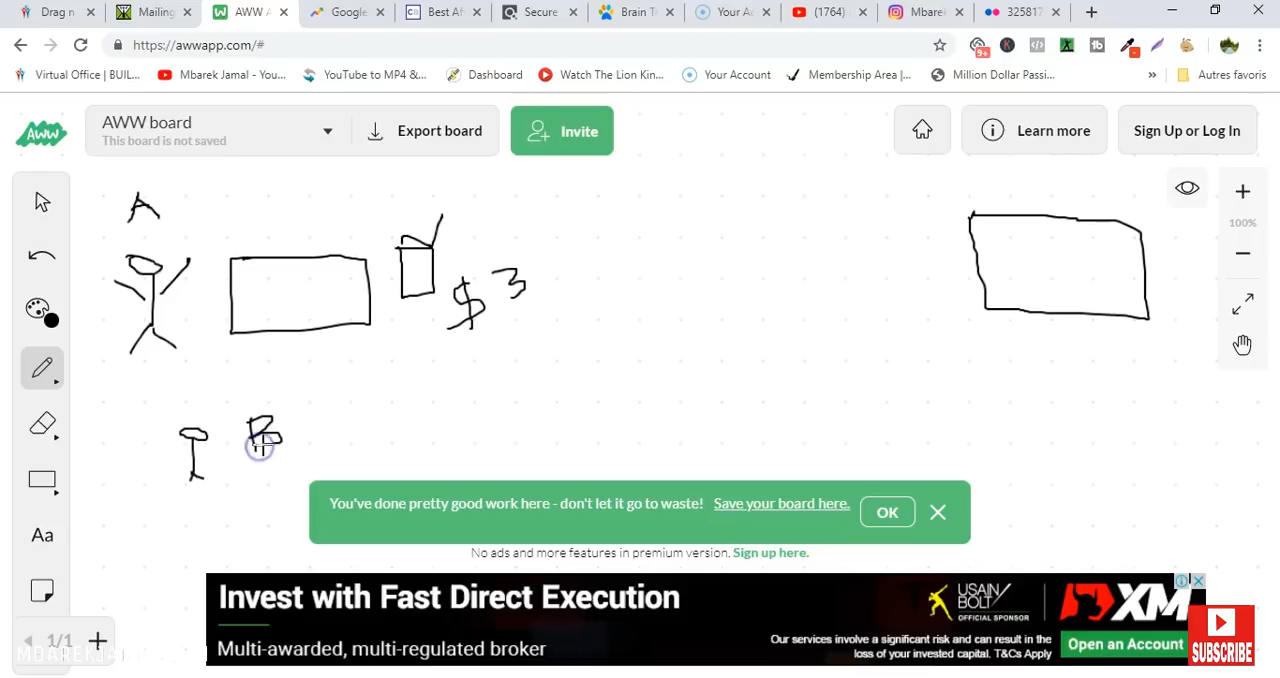 Drag n
Mailing
AWW A
Google
Best Af
Secure
Brain T
Your Ac
(1764)
Mbarek
325817
https://awwapp.com/#
9+
Virtual Office | BUIL...
Mbarek Jamal - You...
YouTube to MP4 &...
Dashboard
Watch The Lion Kin...
Your Account
Membership Area |...
Million Dollar Passi...
»
Autres favoris
AWW
AWW board
This board is not saved
Export board
Invite
Learn more
Sign Up or Log In
100%
A
$ 3
B
Aa
You've done pretty good work here - don't let it go to waste! Save your board here.
OK
No ads and more features in premium version. Sign up here.
Invest with Fast Direct Execution
Multi-awarded, multi-regulated broker
USAIN
BOLT
OFFICIAL SPONSOR
XM
Our services involve a significant risk and can result in the
loss of your invested capital. T&Cs Apply
Open an Account
SUBSCRIBE
1/1